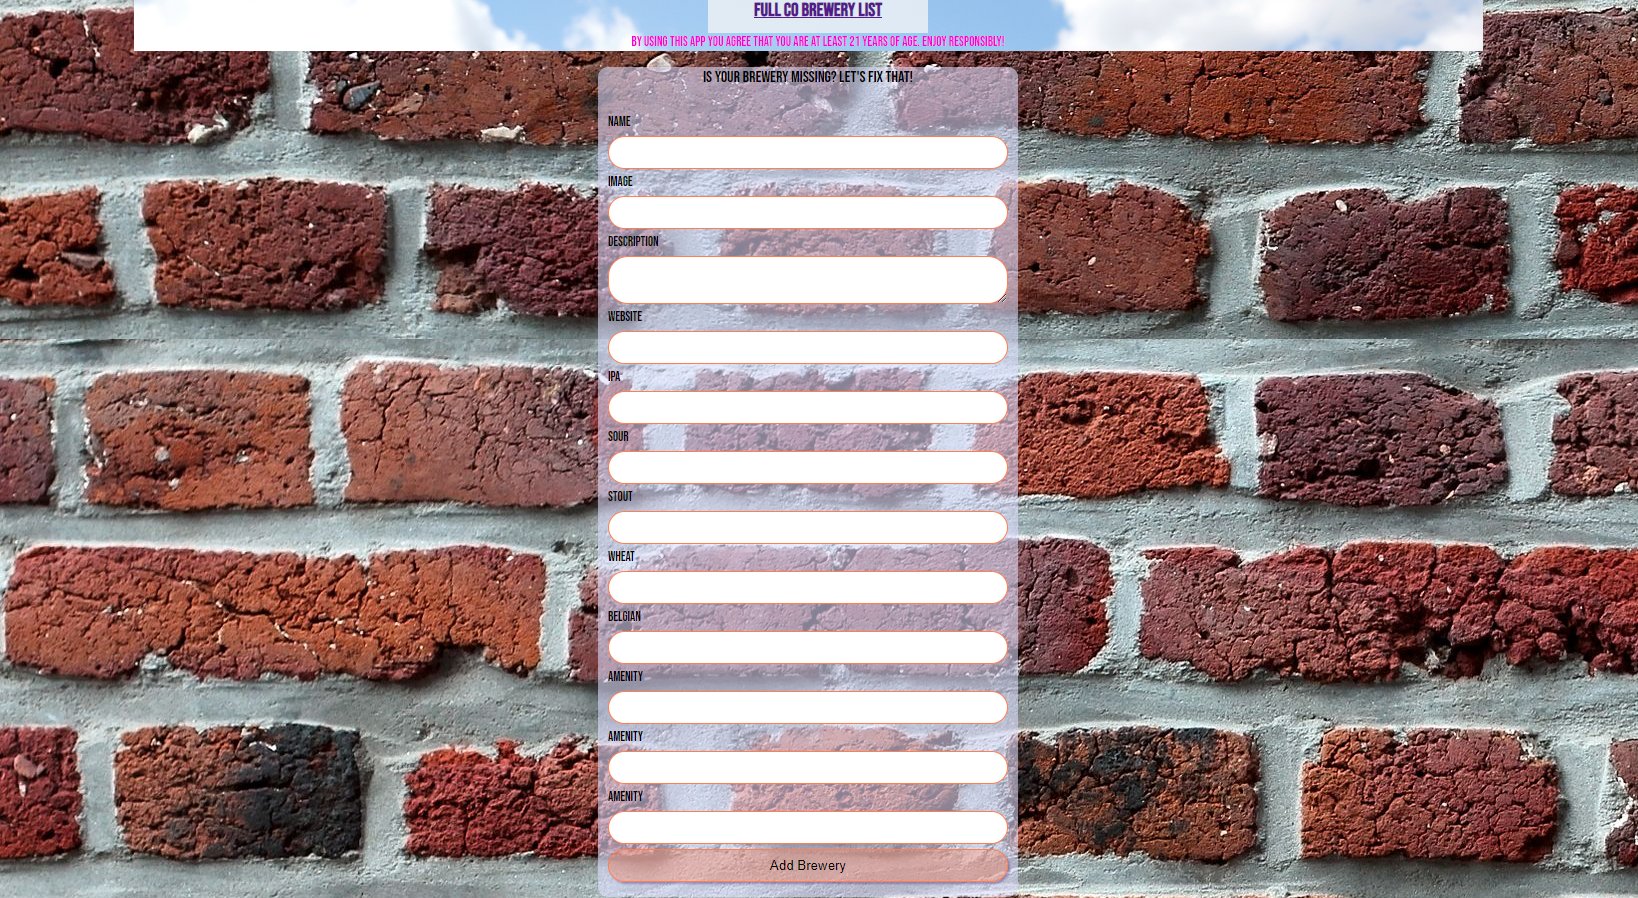 FULL CO BREWERY LIST
BY USING THIS APP YOU AGREE THAT YOU ARE AT LEAST 21 YEARS OF AGE. ENJOY RESPONSIBLY!
IS YOUR BREWERY MISSING? LET'S FIX THAT!
NAME
IMAGE
DESCRIPTION
WEBSITE
IPA
SOUR
STOUT
WHEAT
BELGIAN
AMENITY
AMENITY
AMENITY
Add Brewery